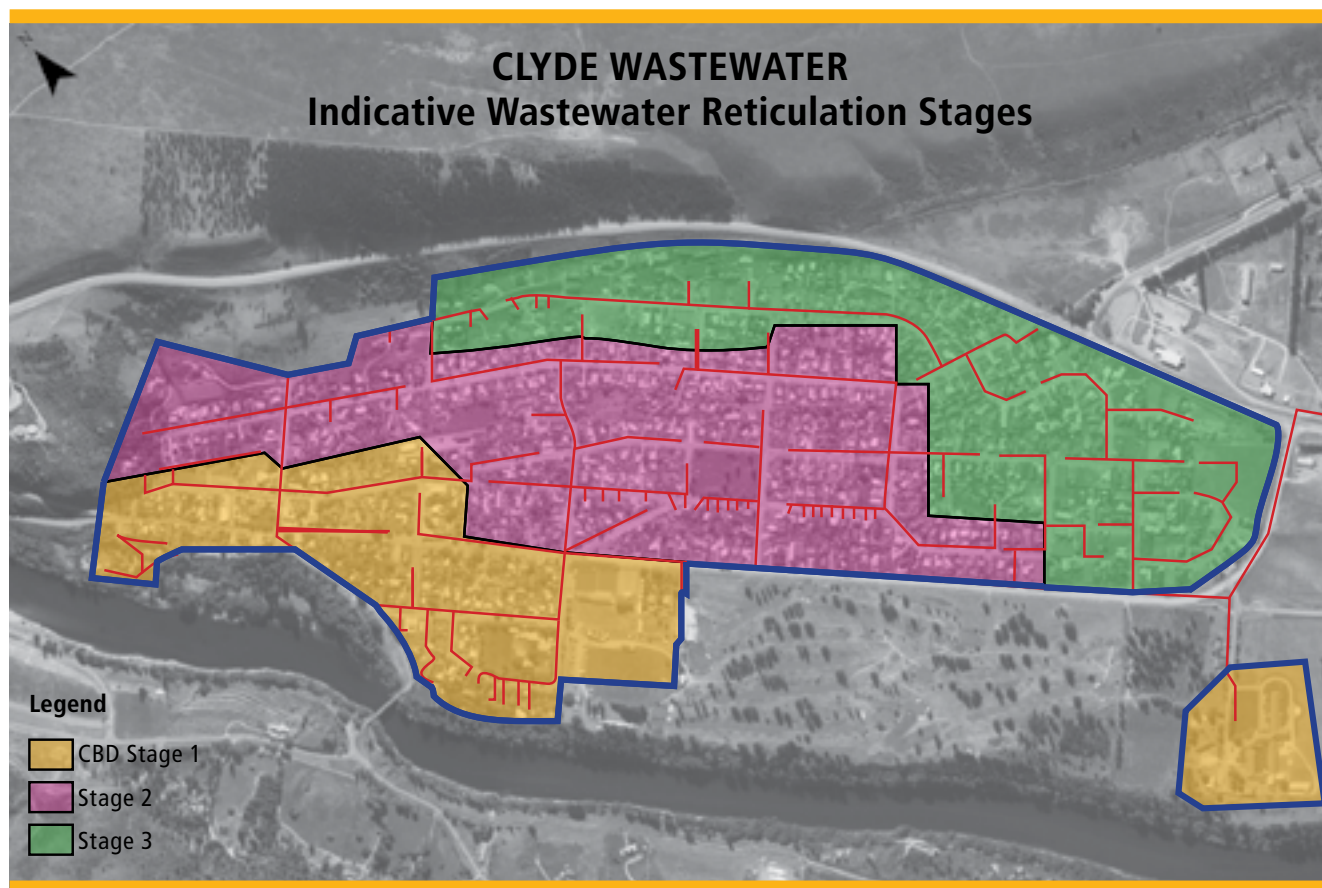 CLYDE WASTEWATER
Indicative Wastewater Reticulation Stages
Legend
CBD Stage 1
Stage 2
Stage 3